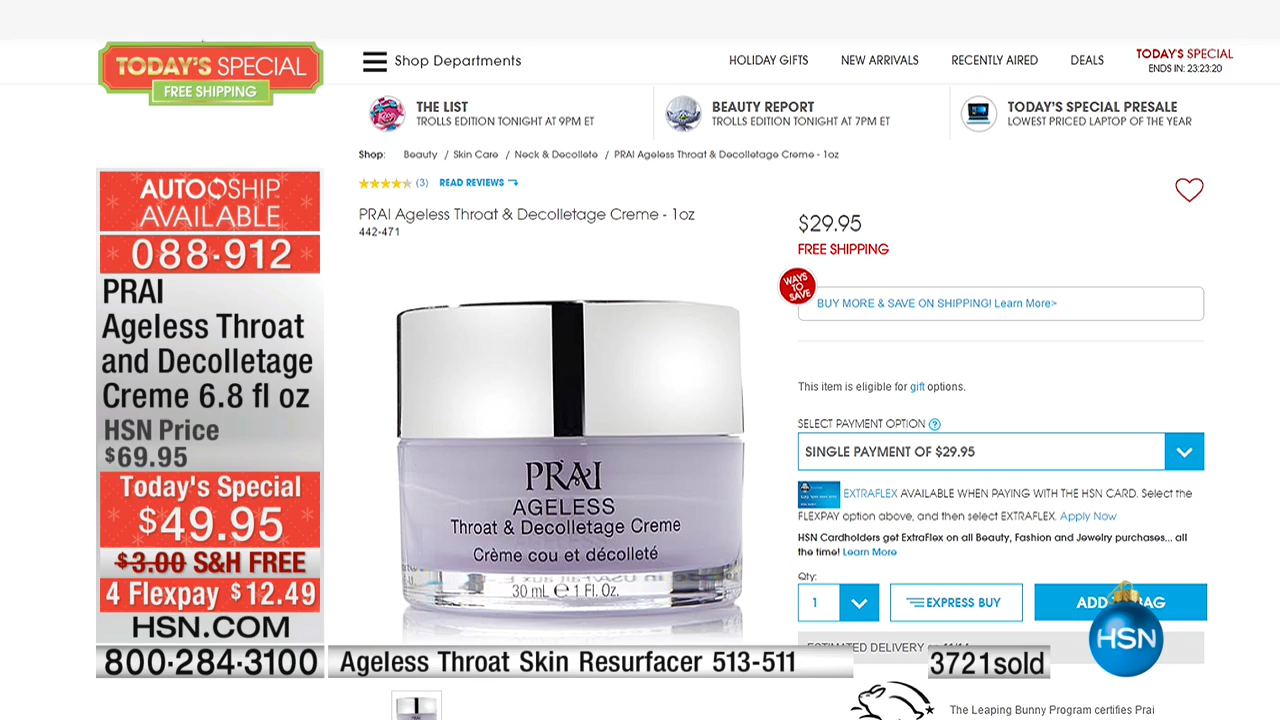 TODAY'S SPECIAL
FREE SHIPPING
Shop Departments
HOLIDAY GIFTS
NEW ARRIVALS
RECENTLY AIRED
DEALS
TODAY'S SPECIAL
ENDS IN: 23:23:20
THE LIST
TROLLS EDITION TONIGHT AT 9PM ET
BEAUTY REPORT
TROLLS EDITION TONIGHT AT 7PM ET
TODAY'S SPECIAL PRESALE
LOWEST PRICED LAPTOP OF THE YEAR
Shop: Beauty / Skin Care / Neck & Decollete / PRAI Ageless Throat & Decolletage Creme - 1oz
(3) READ REVIEWS
PRAI Ageless Throat & Decolletage Creme - 1oz
442-471
AUTOSHIP
AVAILABLE
088-912
PRAI
Ageless Throat
and Decolletage
Creme 6.8 fl oz
HSN Price
$69.95
Today's Special
$49.95
$3.00 S&H FREE
4 Flexpay $12.49
HSN.COM
800-284-3100
PRAI
AGELESS
Throat & Decolletage Creme
Crème cou et décolleté
30 mL e 1 Fl. Oz.
$29.95
FREE SHIPPING
WAYS
TO
SAVE
BUY MORE & SAVE ON SHIPPING! Learn More>
This item is eligible for gift options.
SELECT PAYMENT OPTION ?
SINGLE PAYMENT OF $29.95
EXTRAFLEX AVAILABLE WHEN PAYING WITH THE HSN CARD. Select the
FLEXPAY option above, and then select EXTRAFLEX. Apply Now
HSN Cardholders get ExtraFlex on all Beauty, Fashion and Jewelry purchases... all
the time! Learn More
Qty:
1
EXPRESS BUY
ADD BAG
HSN
ESTIMATED DELIVERY
Ageless Throat Skin Resurfacer 513-511
3721sold
The Leaping Bunny Program certifies Prai